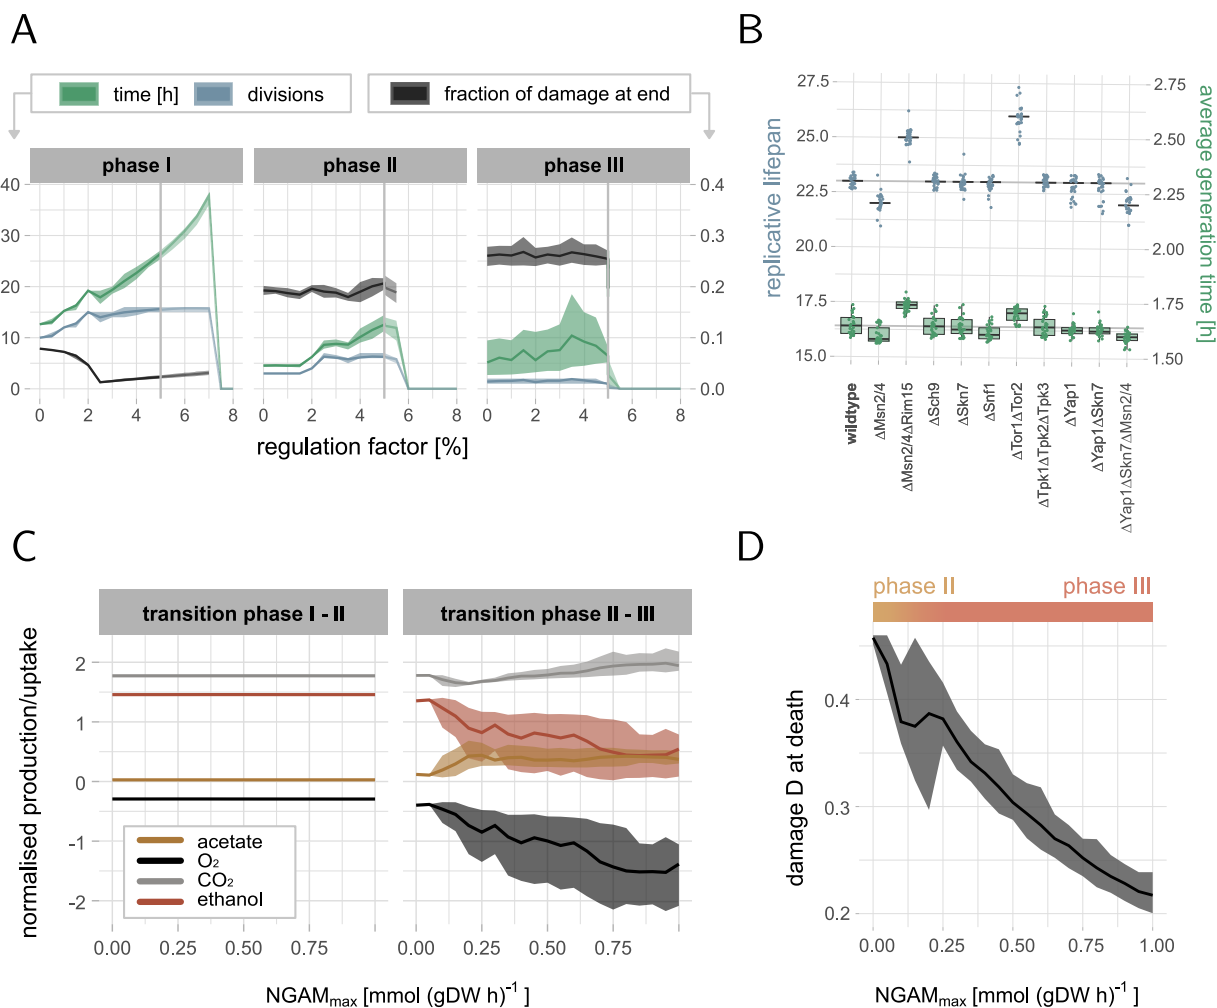 A
time [h]
divisions
fraction of damage at end
phase I
phase II
phase III
40
30
20
10
0
0.4
0.3
0.2
0.1
0.0
0 2 4 6 8
0 2 4 6 8
0 2 4 6 8
regulation factor [%]
B
replicative lifepan
27.5
25.0
22.5
20.0
17.5
15.0
2.75
2.50
2.25
2.00
1.75
1.50
average generation time [h]
wildtype
ΔMsn2/4
ΔMsn2/4ΔRim15
ΔSch9
ΔSkn7
ΔSnf1
ΔTor1ΔTor2
ΔTpk1ΔTpk2ΔTpk3
ΔYap1
ΔYap1ΔSkn7
ΔYap1ΔSkn7ΔMsn2/4
C
transition phase I - II
transition phase II - III
normalised production/uptake
2
1
0
-1
-2
acetate
O₂
CO₂
ethanol
0.00 0.25 0.50 0.75
0.00 0.25 0.50 0.75
NGAMmax [mmol (gDW h)⁻¹ ]
D
phase II
phase III
damage D at death
0.4
0.3
0.2
0.00 0.25 0.50 0.75 1.00
NGAMmax [mmol (gDW h)⁻¹ ]